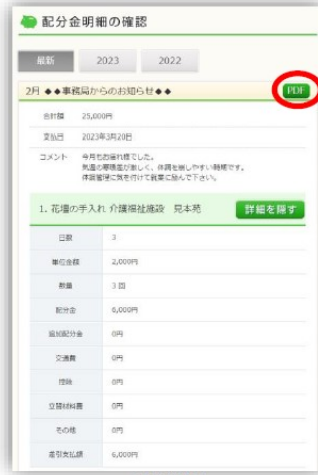 配分金明細の確認
最新 2023 2022
2月 ◆◆事務局からのお知らせ◆◆ PDF
合計額 25,000円
支払日 2023年3月20日
コメント 今月もお疲れ様でした。
気温の寒暖差が激しく、体調を崩しやすい時期です。
体調管理に気を付けて就業に励んで下さい。
1. 花壇の手入れ 介護福祉施設 見本苑 詳細を隠す
日数 3
単位金額 2,000円
数量 3 回
配分金 6,000円
追加配分金 0円
交通費 0円
控除 0円
立替材料費 0円
その他 0円
差引支払額 6,000円